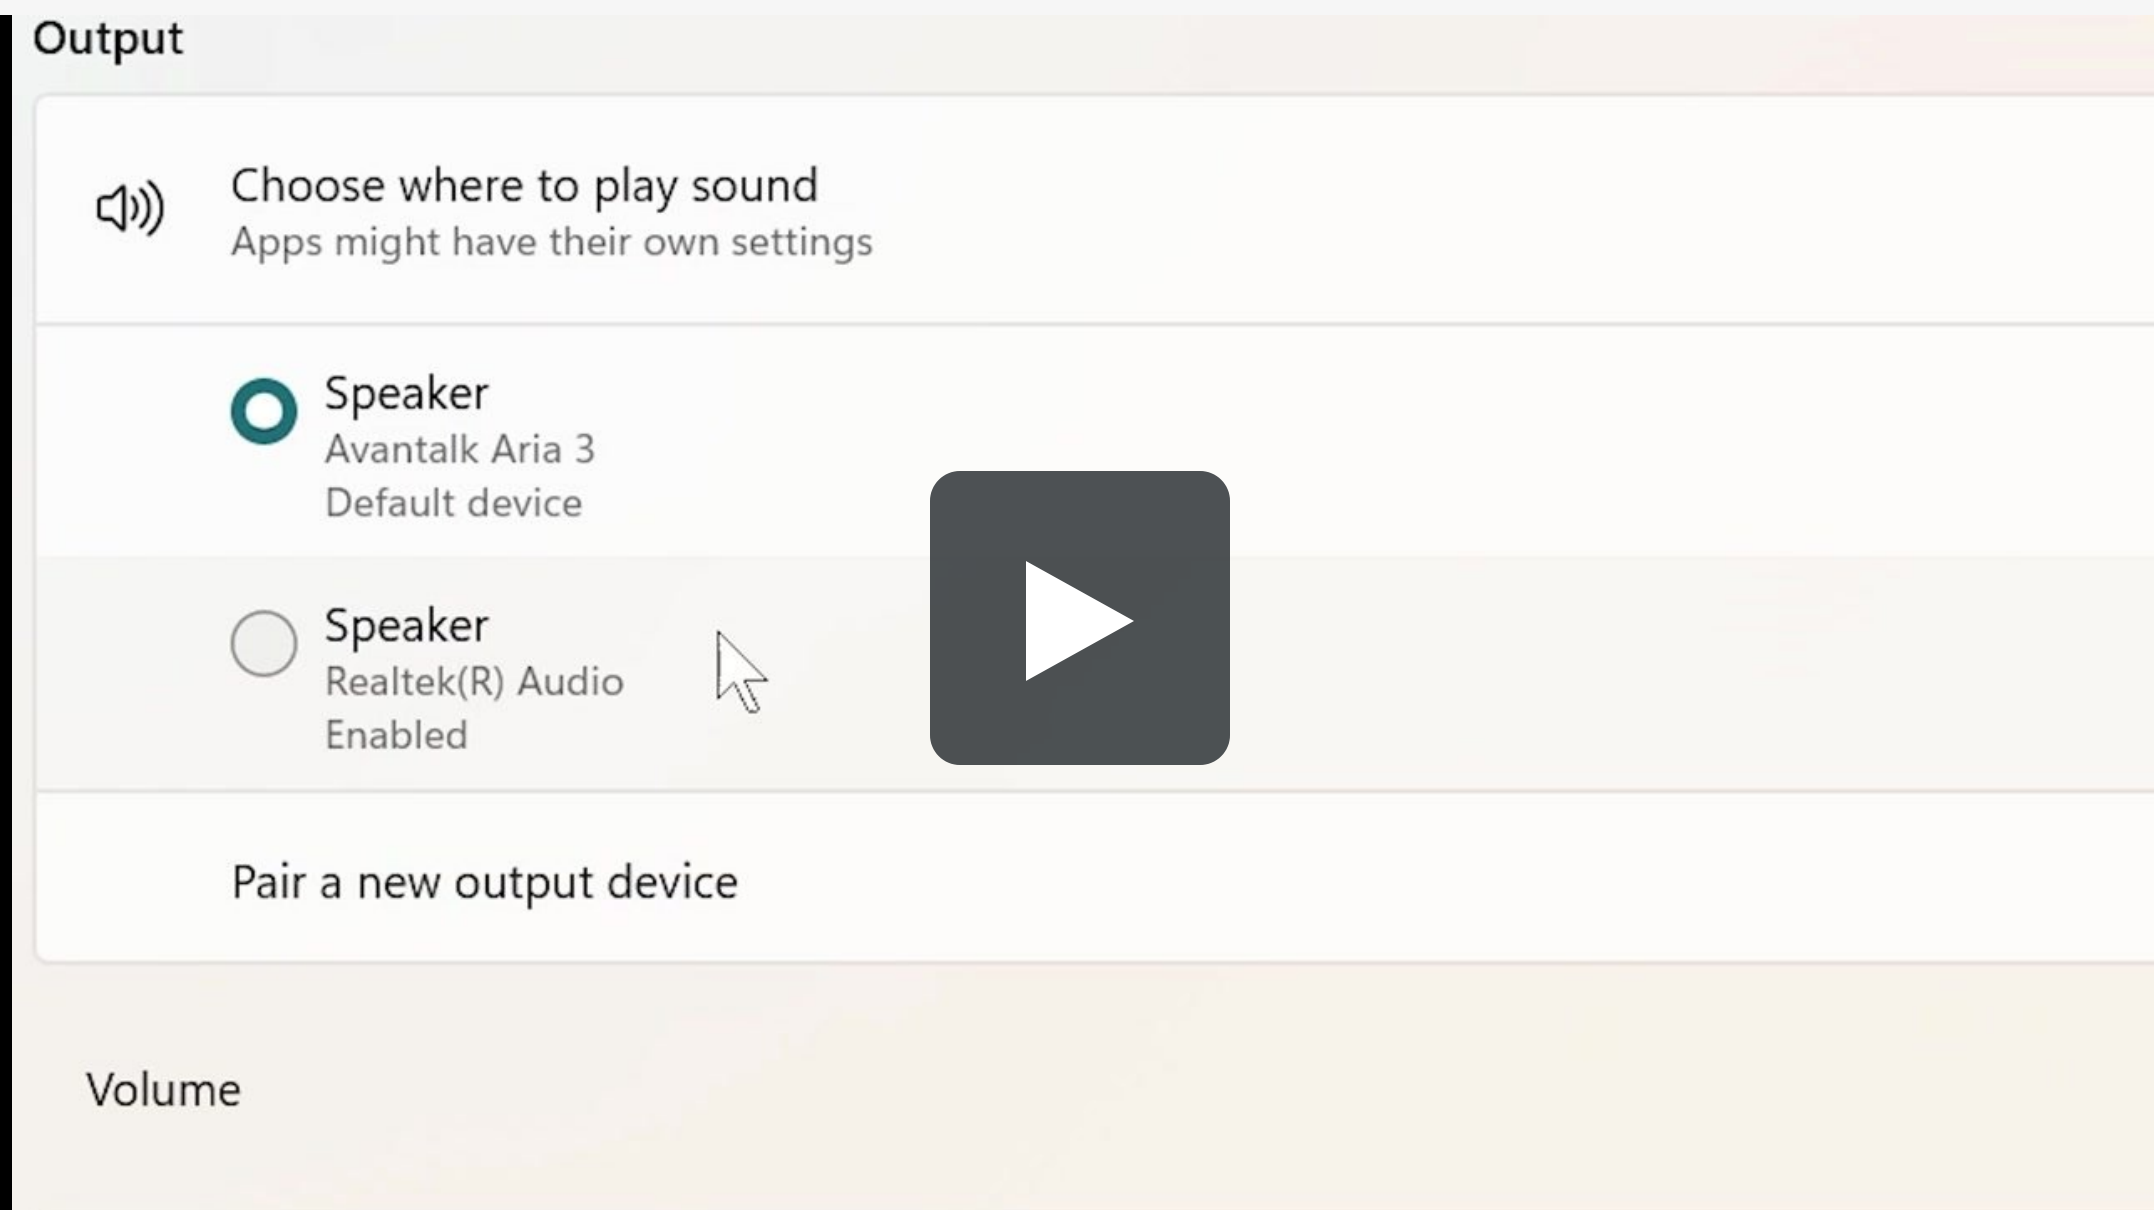 Output
Choose where to play sound
Apps might have their own settings
Speaker
Avantalk Aria 3
Default device
Speaker
Realtek(R) Audio
Enabled
Pair a new output device
Volume